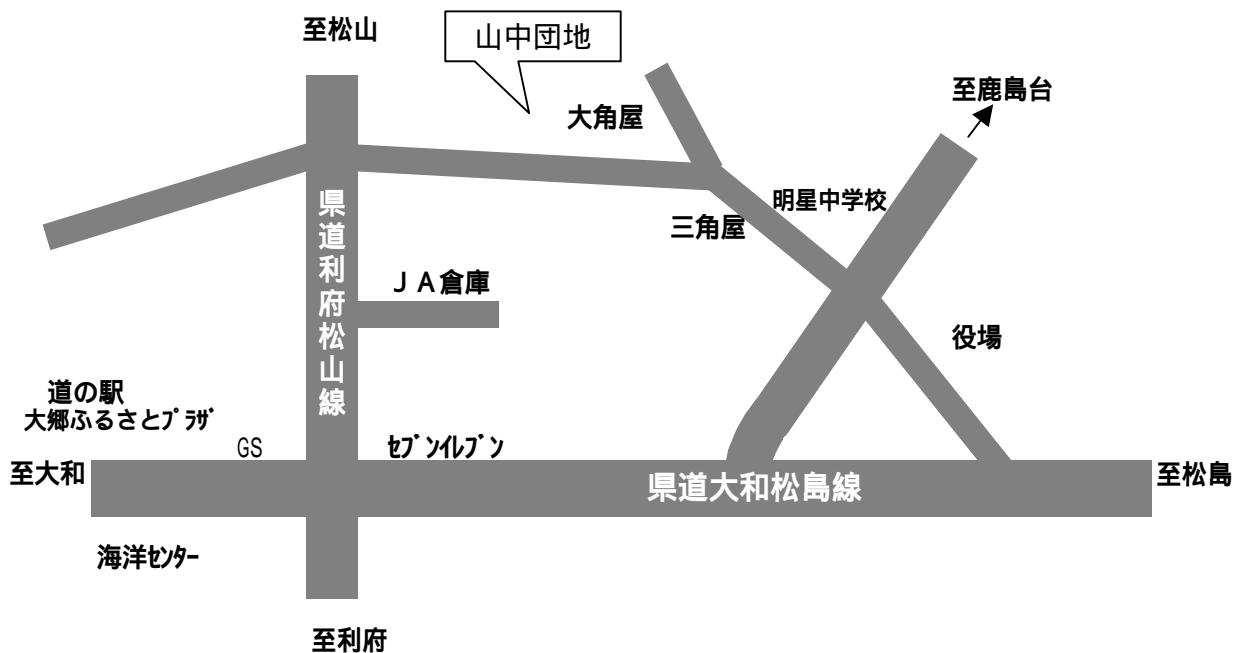 至松山
山中団地
至鹿島台
大角屋
明星中学校
三角屋
県道利府松山線
ＪＡ倉庫
役場
道の駅
大郷ふるさとﾌﾟﾗｻﾞ
GS
ｾﾌﾞﾝｲﾚﾌﾞﾝ
至大和
県道大和松島線
至松島
海洋ｾﾝﾀｰ
至利府